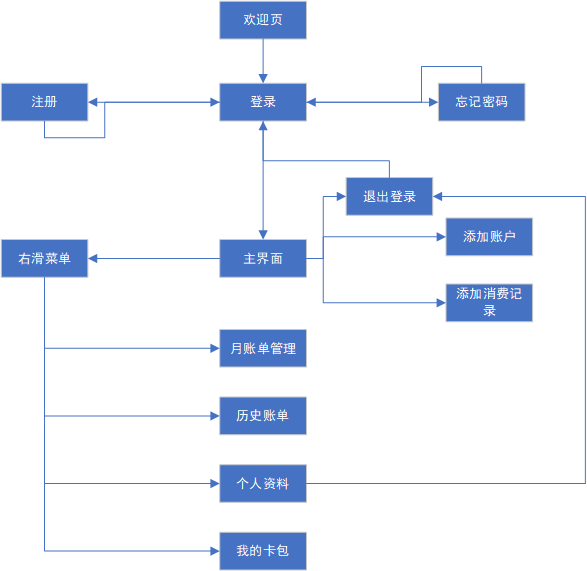 欢迎页
注册
登录
忘记密码
退出登录
添加账户
右滑菜单
主界面
添加消费记
录
月账单管理
历史账单
个人资料
我的卡包